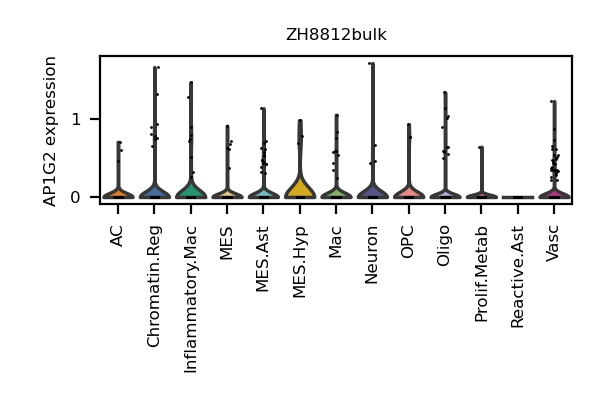 ZH8812bulk
AP1G2 expression
1
0
AC
Chromatin.Reg
Inflammatory.Mac
MES
MES.Ast
MES.Hyp
Mac
Neuron
OPC
Oligo
Prolif.Metab
Reactive.Ast
Vasc